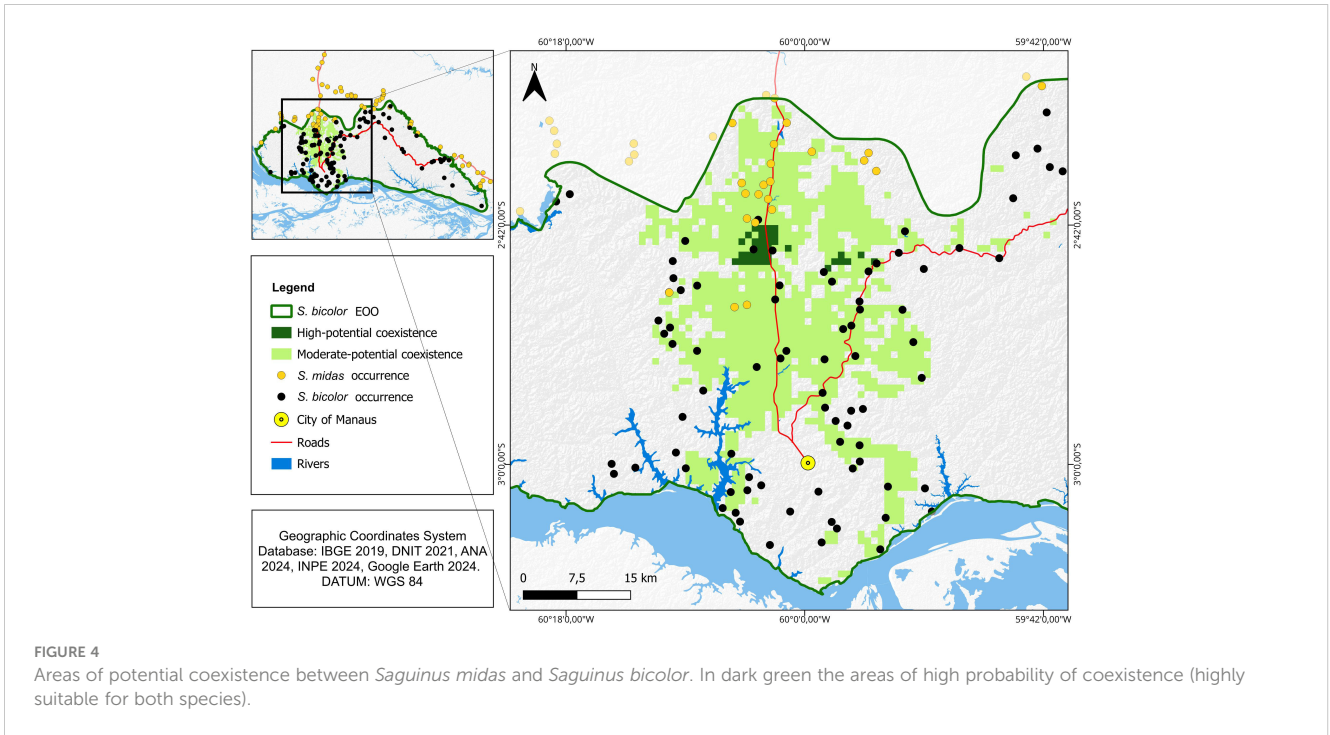 60°18'0,00"W 60°0'0,00"W 59°42'0,00"W
N
2°42'0,00"S 2°42'0,00"S
Legend
S. bicolor EOO
High-potential coexistence
Moderate-potential coexistence
S. midas occurrence
S. bicolor occurrence
City of Manaus
Roads
Rivers
3°0'0,00"S 3°0'0,00"S
Geographic Coordinates System
Database: IBGE 2019, DNIT 2021, ANA
2024, INPE 2024, Google Earth 2024.
DATUM: WGS 84
0 7,5 15 km
60°18'0,00"W 60°0'0,00"W 59°42'0,00"W
FIGURE 4
Areas of potential coexistence between Saguinus midas and Saguinus bicolor. In dark green the areas of high probability of coexistence (highly
suitable for both species).